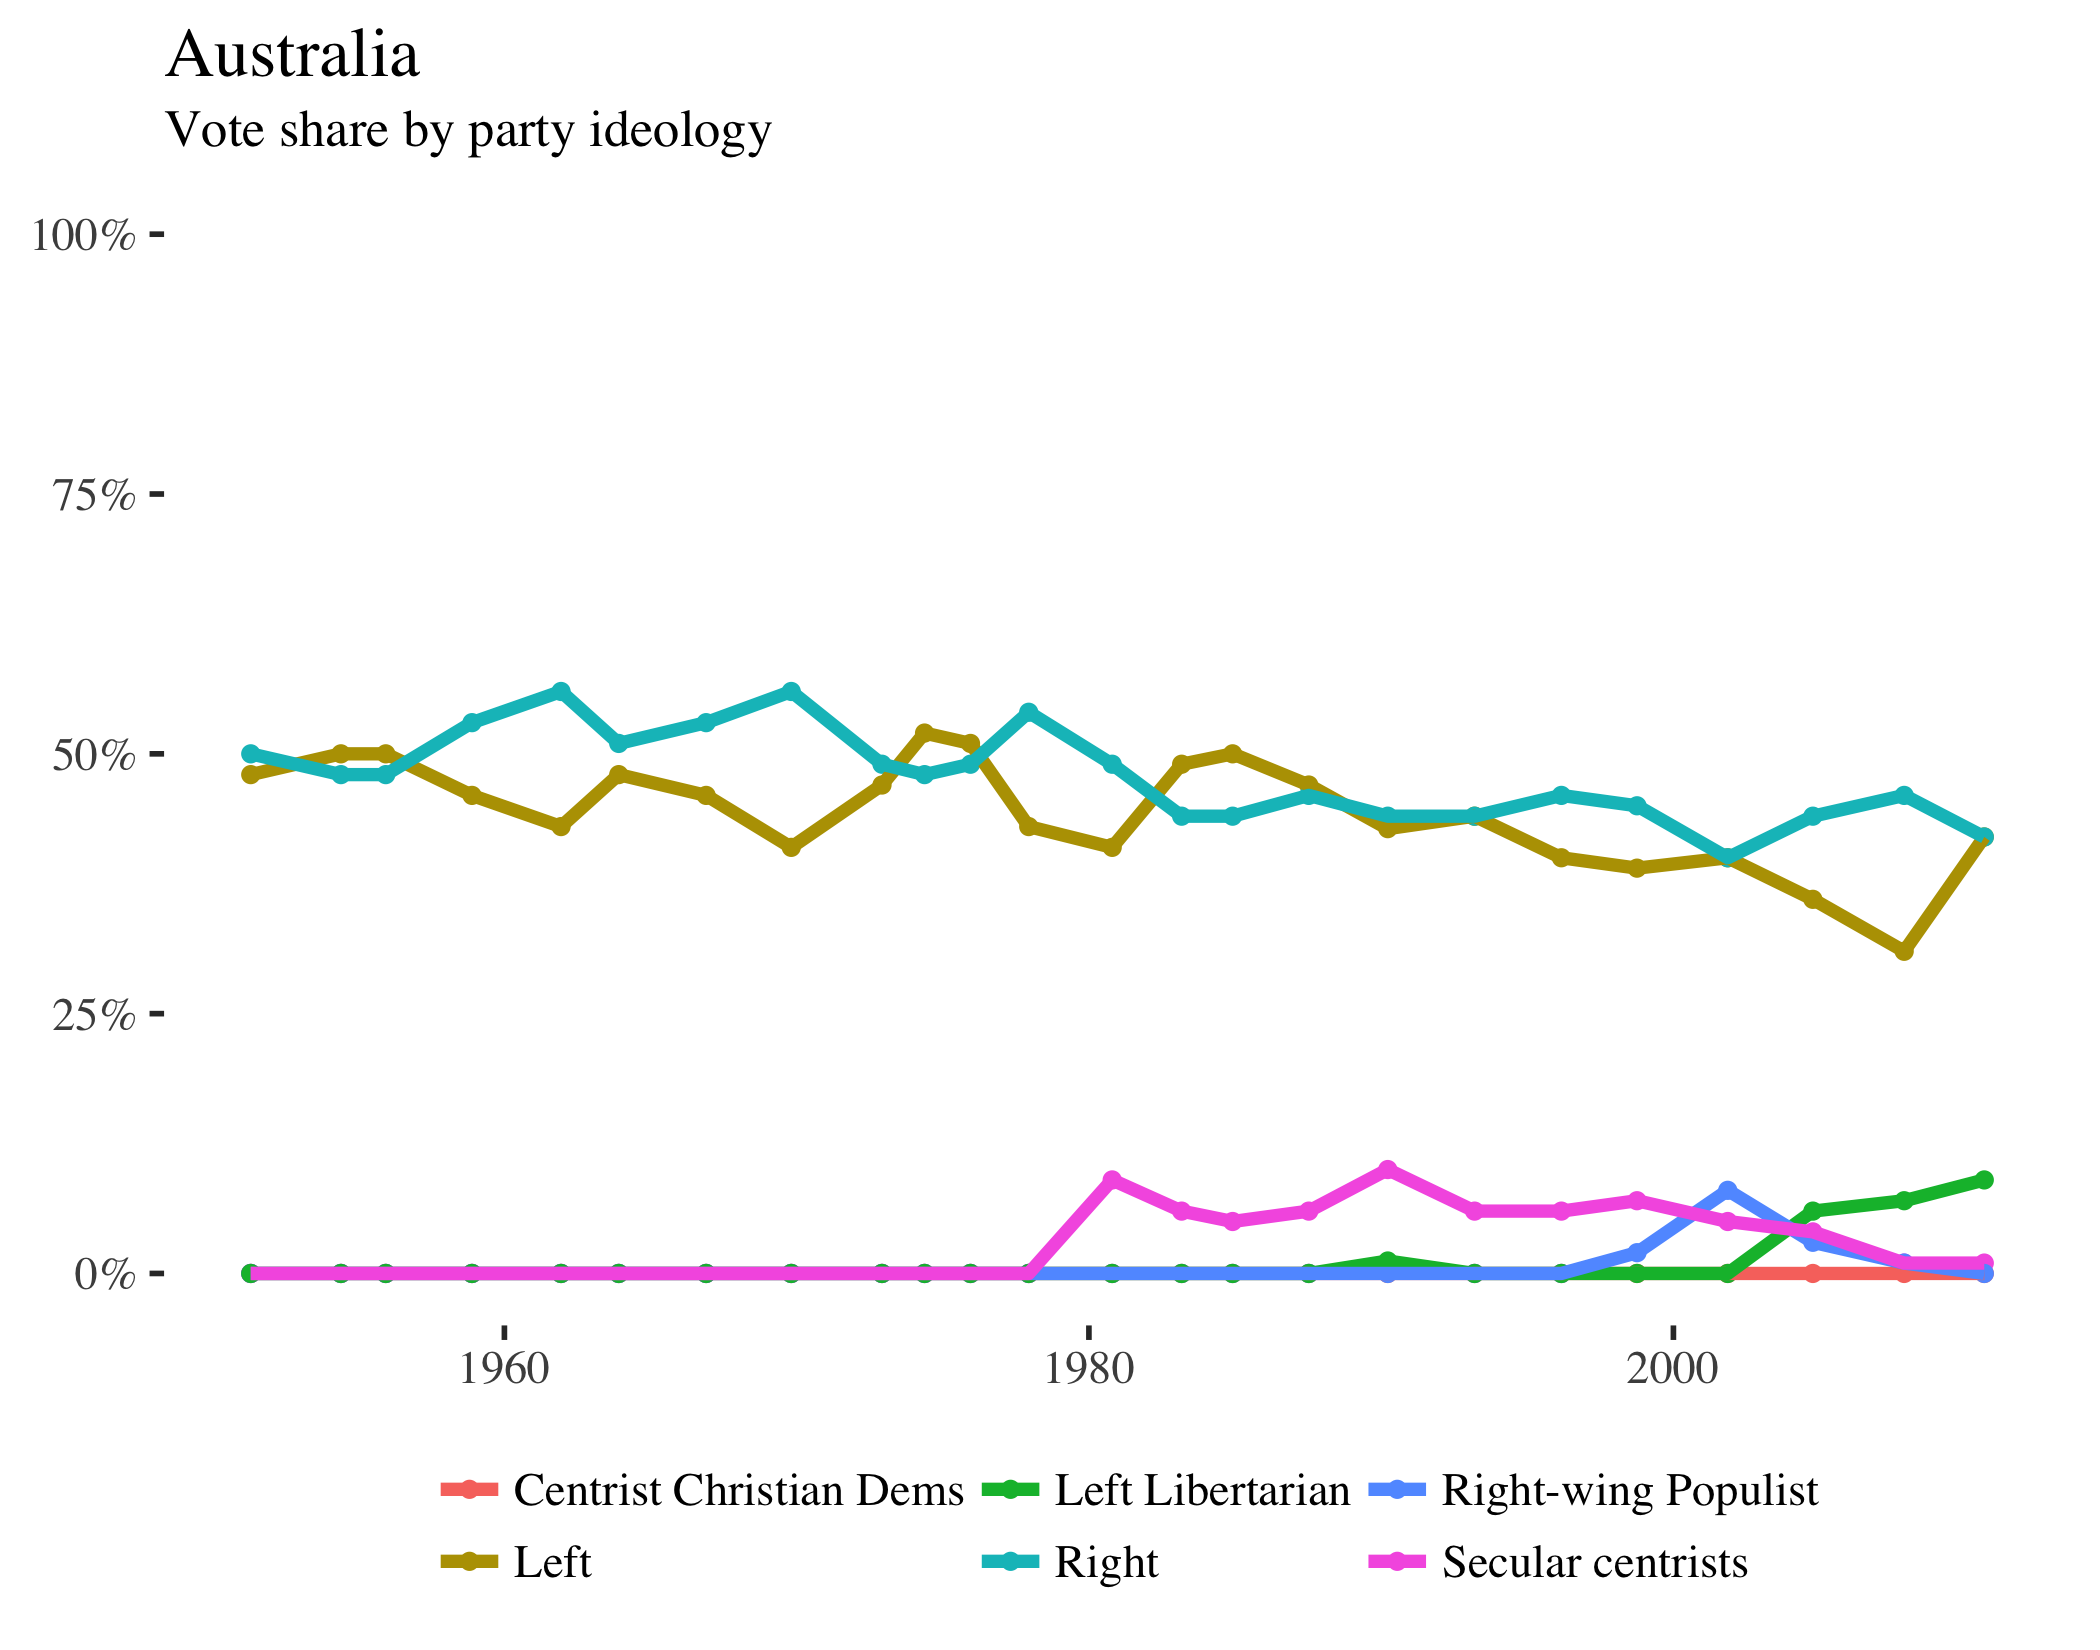 Australia
Vote share by party ideology
100%
75%
50%
25%
0%
1960 1980 2000
Centrist Christian Dems Left Libertarian Right-wing Populist
Left Right Secular centrists